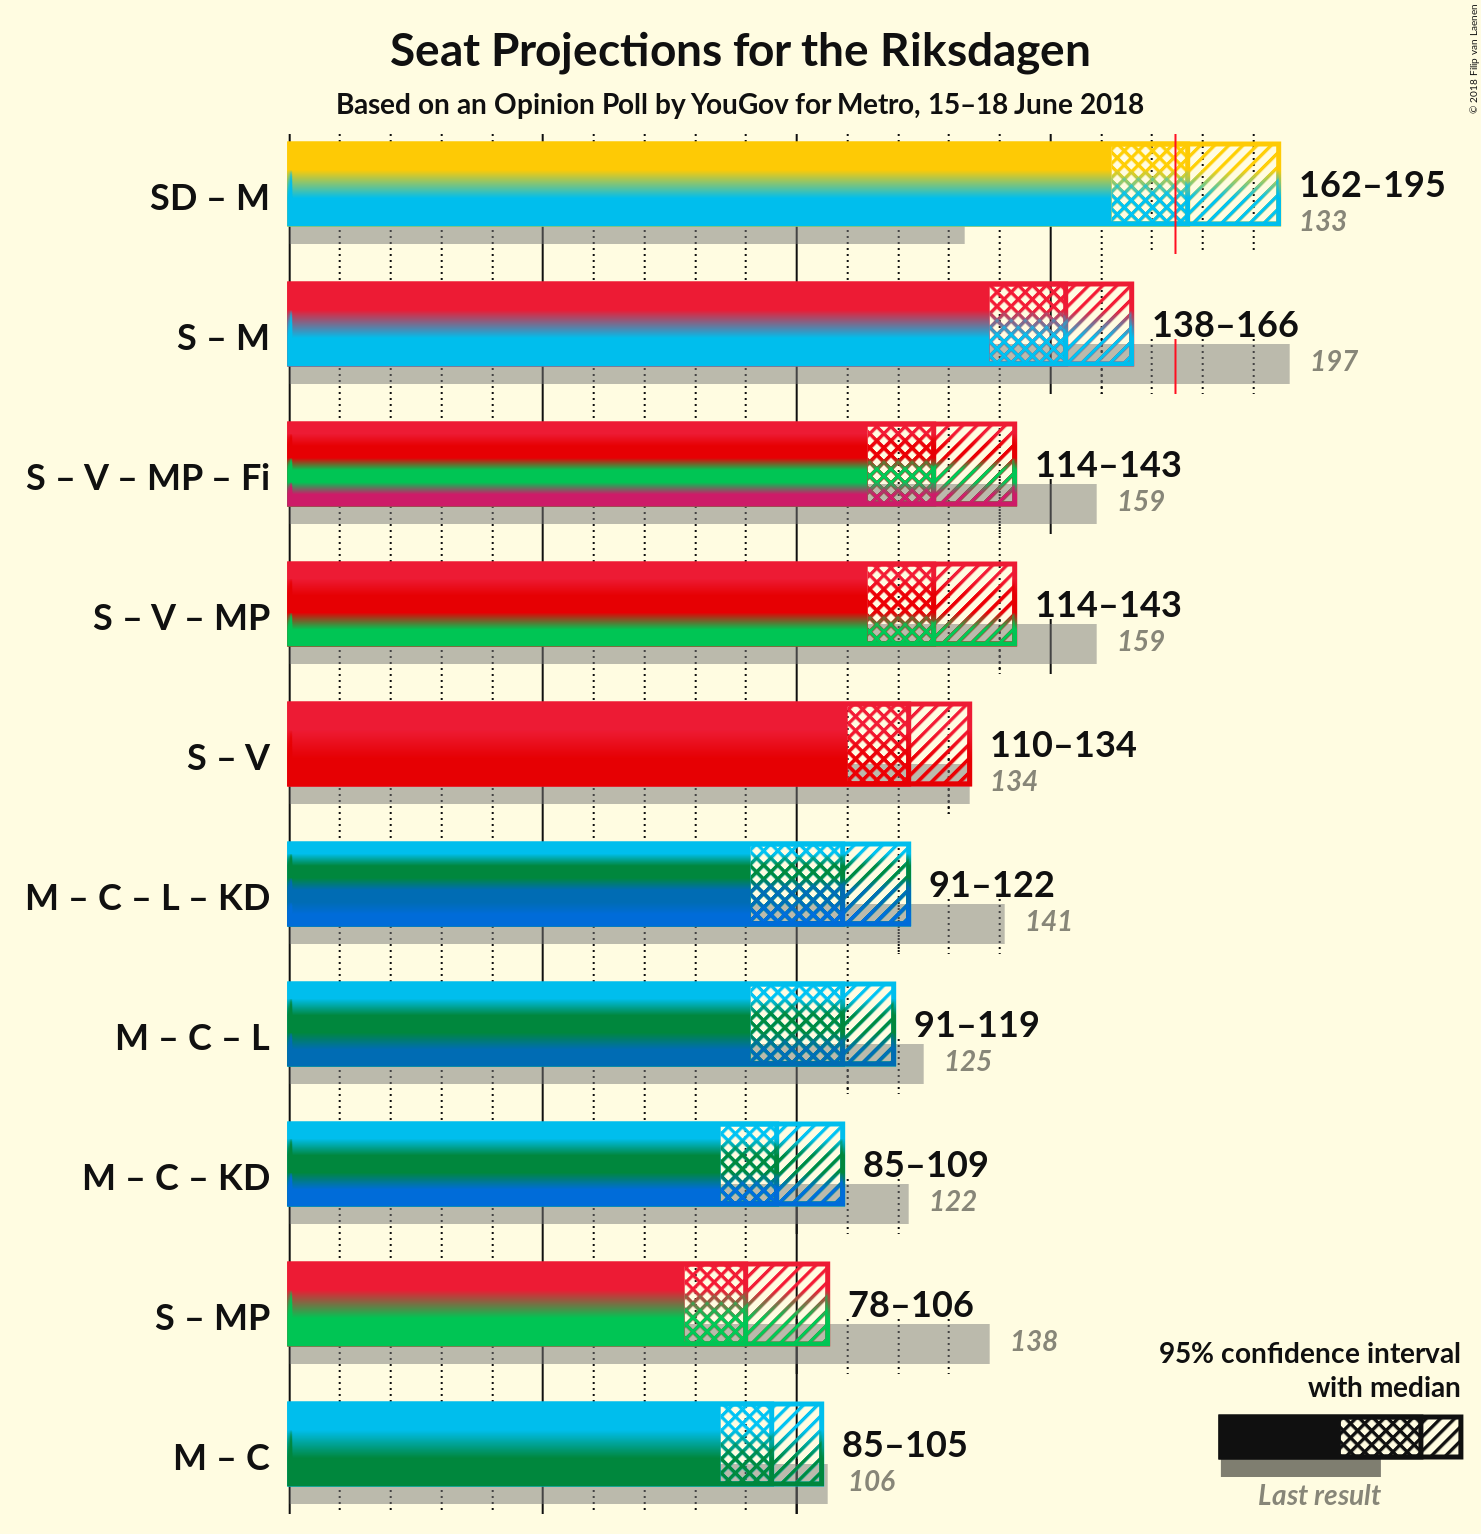 Seat Projections for the Riksdagen
Based on an Opinion Poll by YouGov for Metro, 15–18 June 2018
© 2018 Filip van Laenen
SD – M
162–195
133
S – M
138–166
197
S – V – MP – Fi
114–143
159
S – V – MP
114–143
159
S – V
110–134
134
M – C – L – KD
91–122
141
M – C – L
91–119
125
M – C – KD
85–109
122
S – MP
78–106
138
M – C
85–105
106
95% confidence interval
with median
Last result